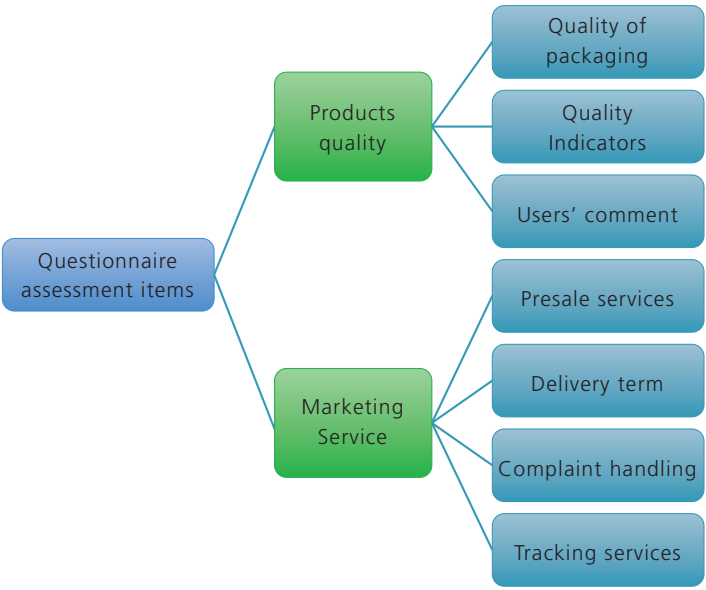 Questionnaire
assessment items
Products
quality
Quality of
packaging
Quality
Indicators
Users’ comment
Marketing
Service
Presale services
Delivery term
Complaint handling
Tracking services